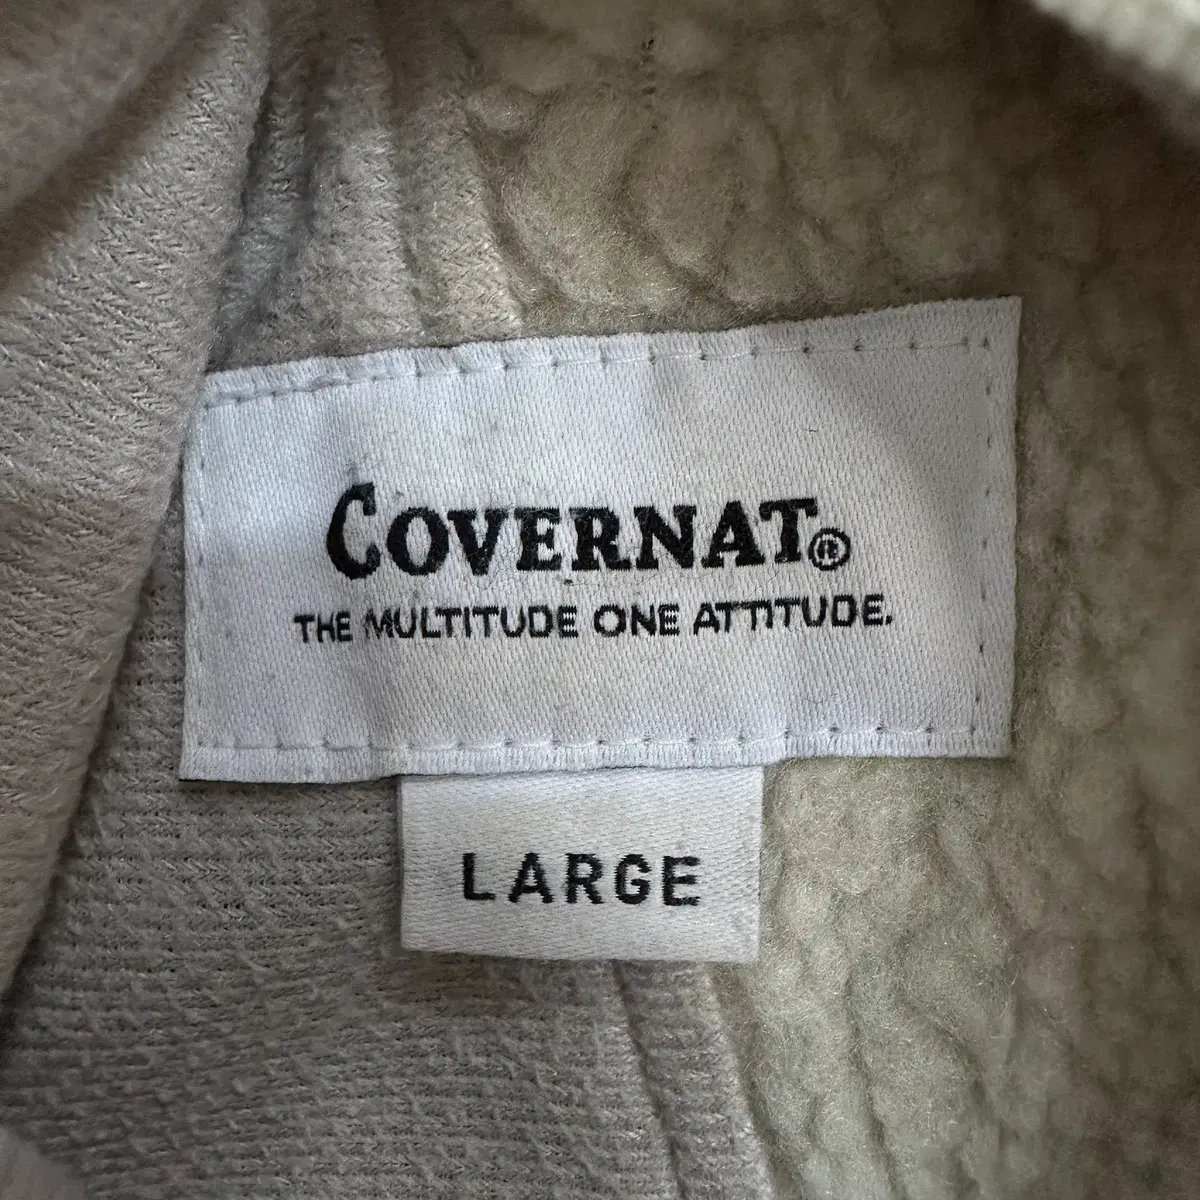 COVERNAT®
THE MULTITUDE ONE ATTITUDE.
LARGE